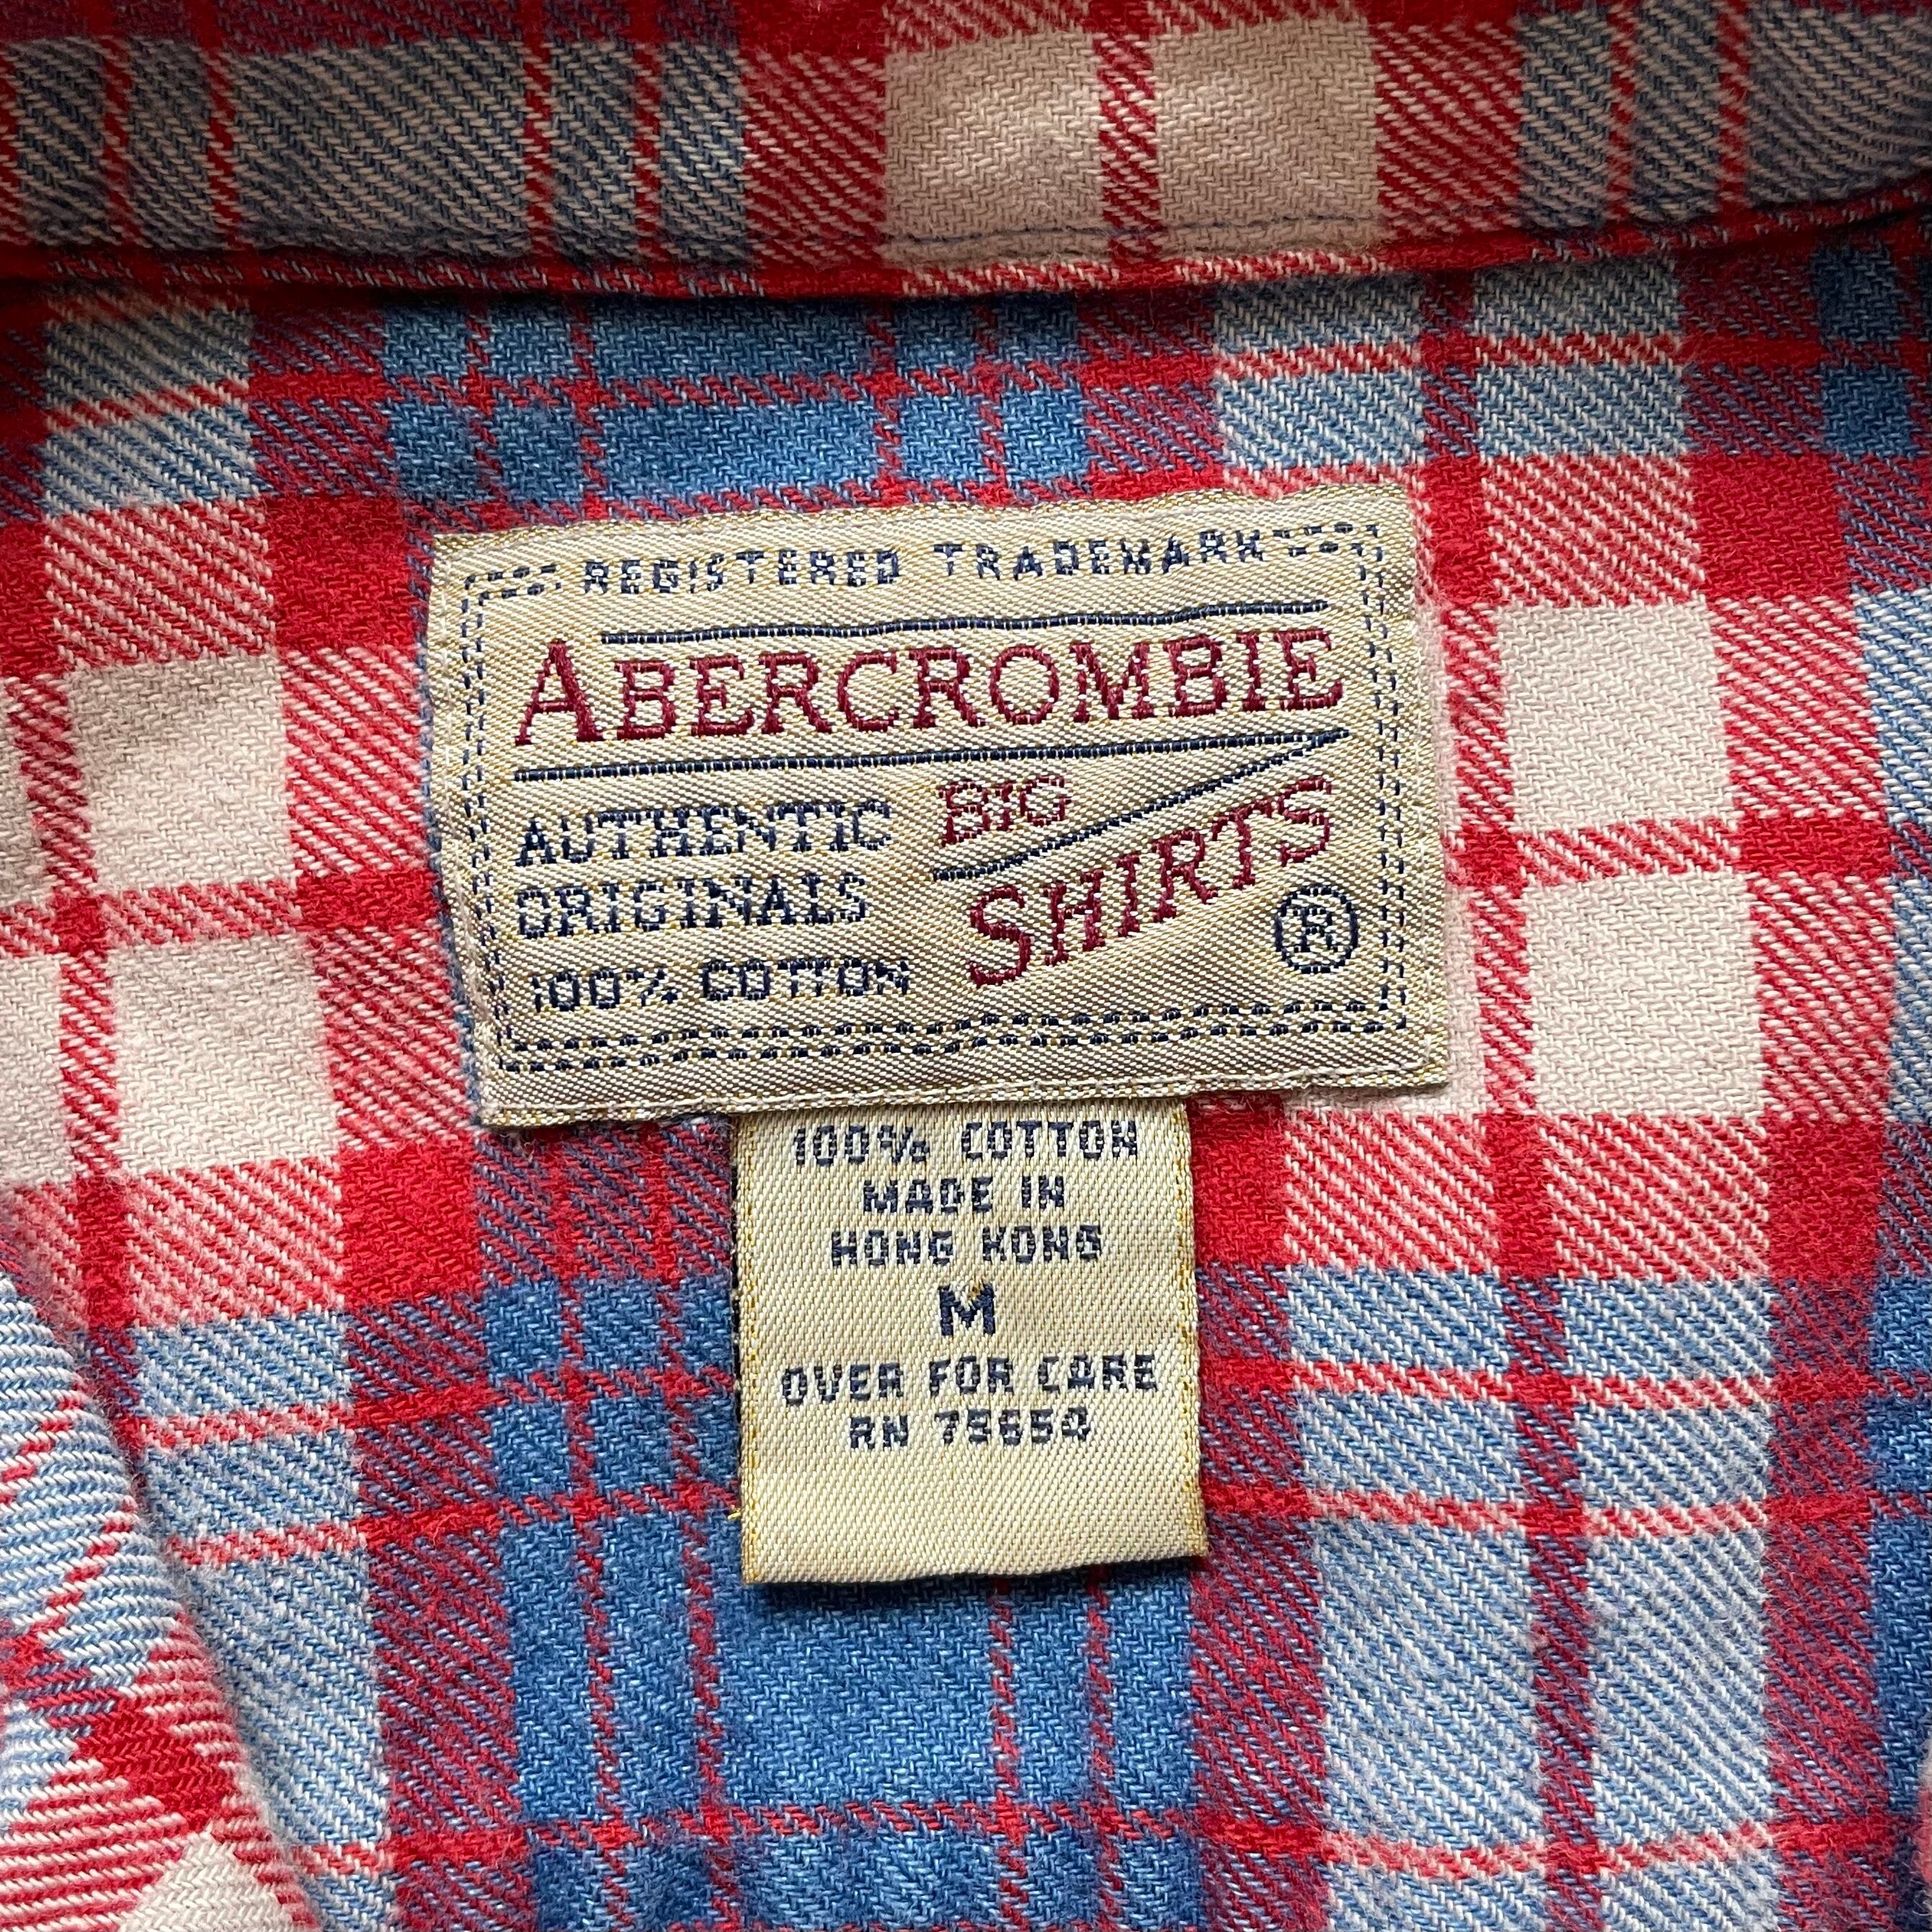 REGISTERED TRADEMARK
ABERCROMBIE
AUTHENTIC
ORIGINALS
100% COTTON
BIG
SHIRTS
®
100% COTTON
MADE IN
HONG KONG
M
OVER FOR CARE
RN 75654